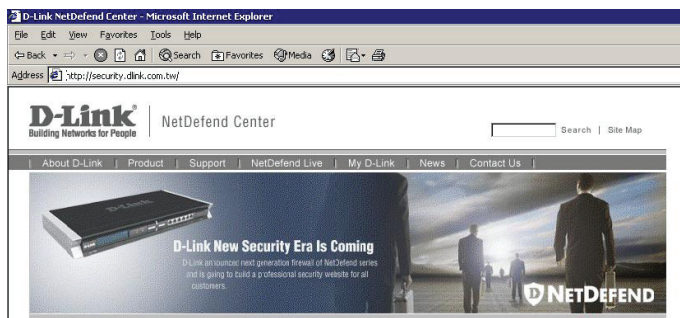 D-Link NetDefend Center - Microsoft Internet Explorer
File Edit View Favorites Tools Help
Back Search Favorites Media
Address http://security.dlink.com.tw/
D-Link®
Building Networks for People
NetDefend Center
Search | Site Map
| About D-Link | Product | Support | NetDefend Live | My D-Link | News | Contact Us |
D-Link
D-Link New Security Era Is Coming
D-Link announced next generation firewall of NetDefend series
and is going to build a professional security website for all
customers.
NETDEFEND